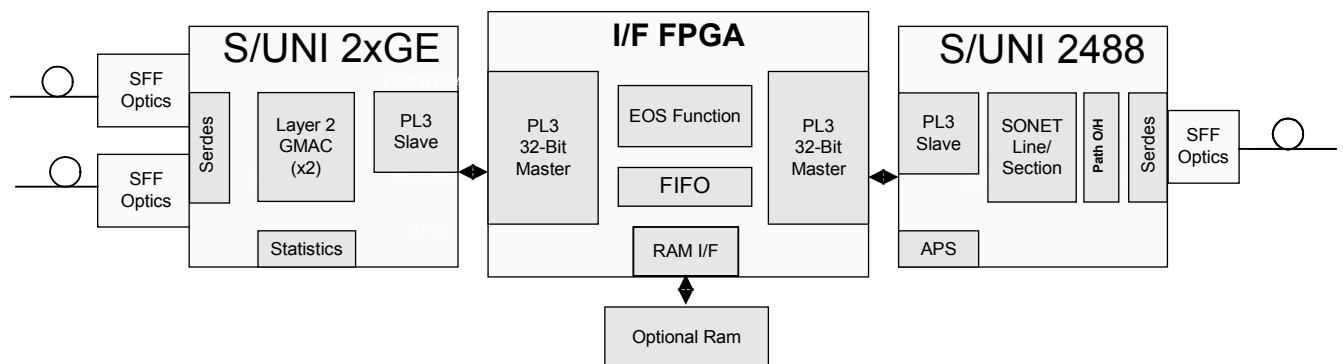 S/UNI 2xGE
I/F FPGA
S/UNI 2488
SFF
Optics
SFF
Optics
Serdes
Layer 2
GMAC
(x2)
PL3
Slave
Statistics
APS
PL3
32-Bit
Master
EOS Function
FIFO
RAM I/F
PL3
32-Bit
Master
Optional Ram
PL3
Slave
SONET
Line/
Section
Path O/H
Serdes
APS
SFF
Optics